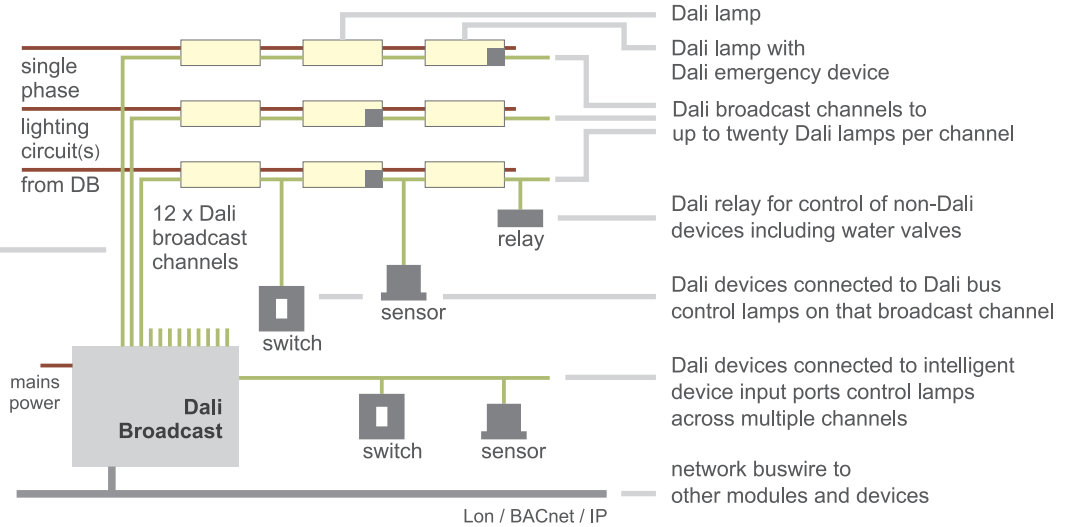 Dali lamp
Dali lamp with
Dali emergency device
single
phase
Dali broadcast channels to
up to twenty Dali lamps per channel
lighting
circuit(s)
from DB
12 x Dali
broadcast
channels
Dali relay for control of non-Dali
devices including water valves
relay
Dali devices connected to Dali bus
control lamps on that broadcast channel
sensor
switch
Dali devices connected to intelligent
device input ports control lamps
across multiple channels
mains
power
Dali
Broadcast
switch
sensor
network buswire to
other modules and devices
Lon / BACnet / IP